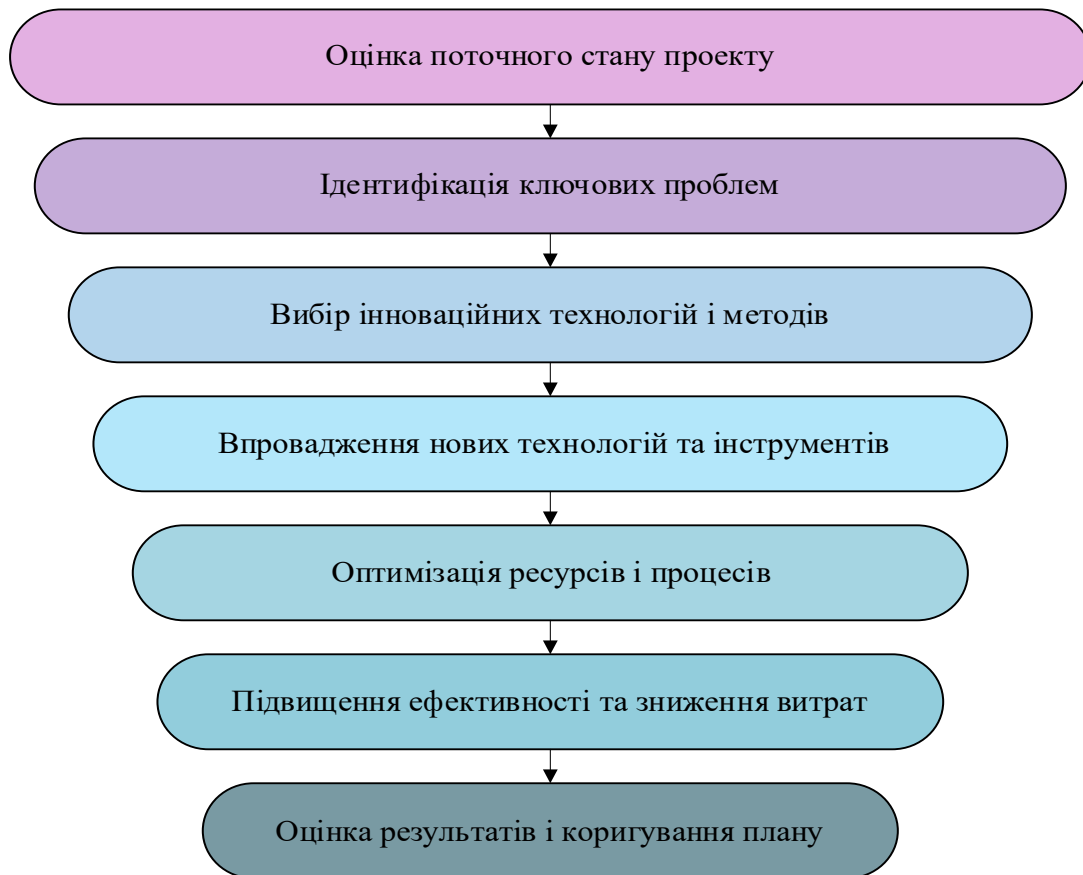 Оцінка поточного стану проекту
Ідентифікація ключових проблем
Вибір інноваційних технологій і методів
Впровадження нових технологій та інструментів
Оптимізація ресурсів і процесів
Підвищення ефективності та зниження витрат
Оцінка результатів і коригування плану